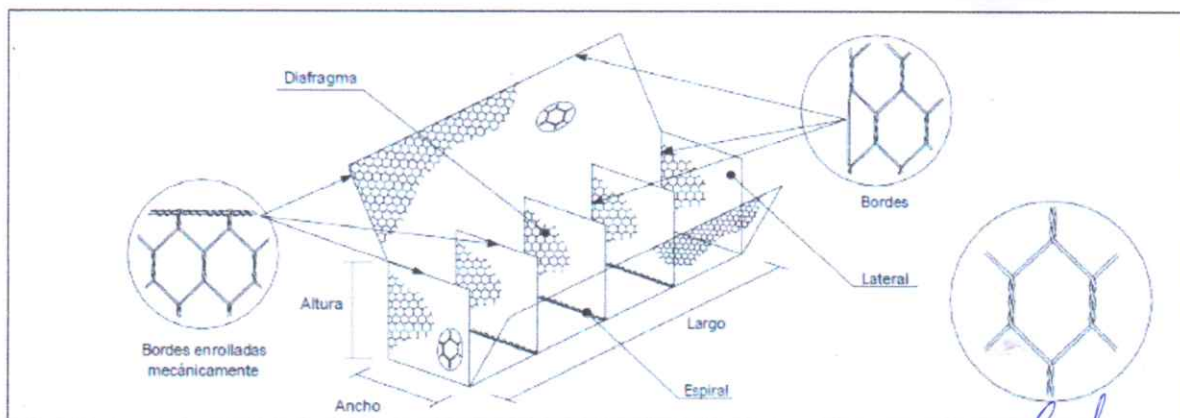 Diafragma
Bordes
Lateral
Altura
Largo
Bordes enrolladas
mecánicamente
Espiral
Ancho